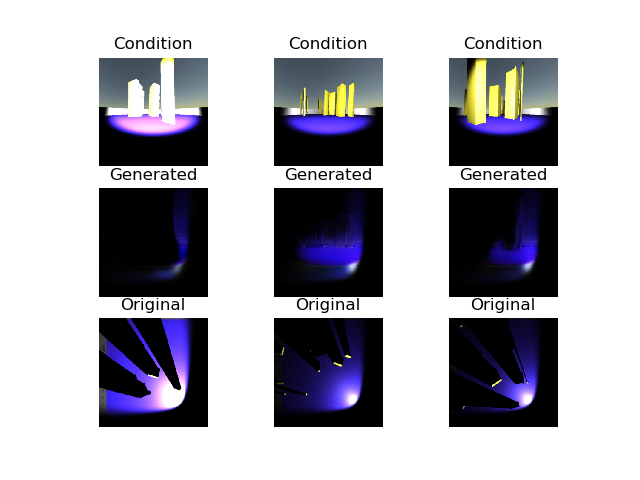 Condition Condition Condition
Generated Generated Generated
Original Original Original